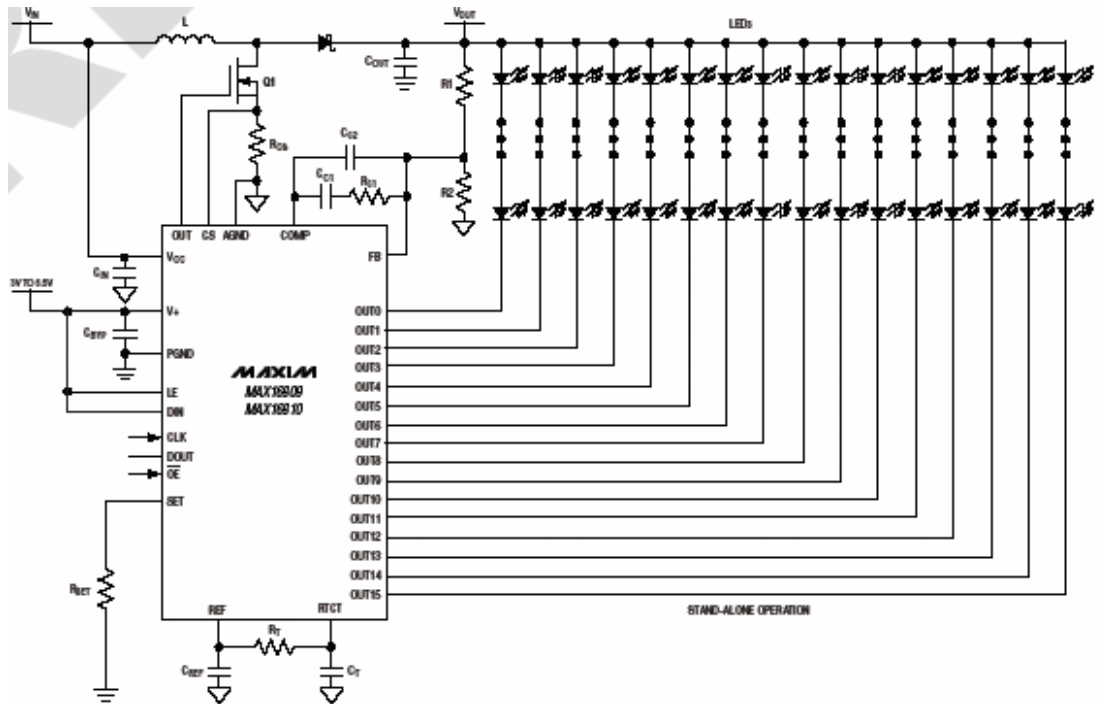 VIN
L
VOUT
LEDs
COUT
Q1
R1
RCS
CC2
CC1
RC1
R2
OUT CS AGND COMP
VCC
FB
CIN
3V TO 5.5V
V+
OUT0
CBYP
OUT1
OUT2
PGND
OUT3
MAXIM
OUT4
LE
MAX16809
OUT5
DIN
MAX16810
OUT6
CLK
OUT7
DOUT
OUT8
OE
OUT9
SET
OUT10
OUT11
OUT12
OUT13
OUT14
RSET
OUT15
REF
RTCT
STAND-ALONE OPERATION
RT
CREF
CT